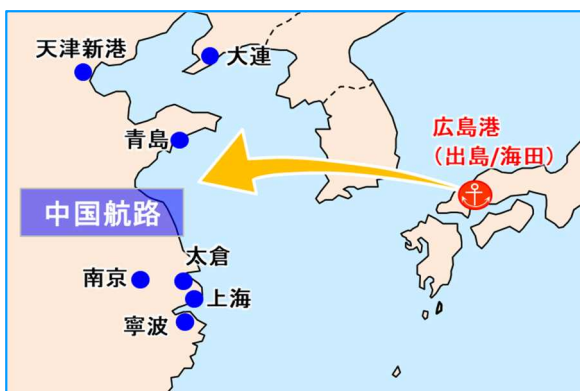 天津新港
大連
広島港
（出島/海田）
青島
中国航路
太倉
南京
上海
寧波